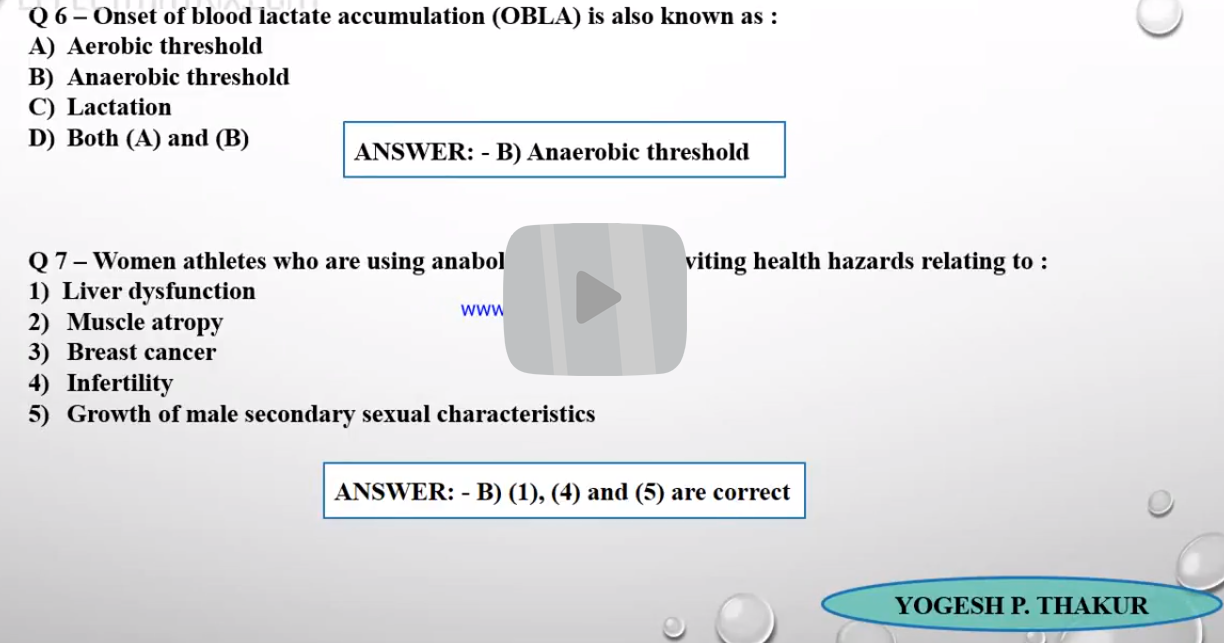 Q 6 – Onset of blood lactate accumulation (OBLA) is also known as :
A) Aerobic threshold
B) Anaerobic threshold
C) Lactation
D) Both (A) and (B)
ANSWER: - B) Anaerobic threshold
Q 7 – Women athletes who are using anabol viting health hazards relating to :
1) Liver dysfunction
www
2) Muscle atropy
3) Breast cancer
4) Infertility
5) Growth of male secondary sexual characteristics
ANSWER: - B) (1), (4) and (5) are correct
YOGESH P. THAKUR